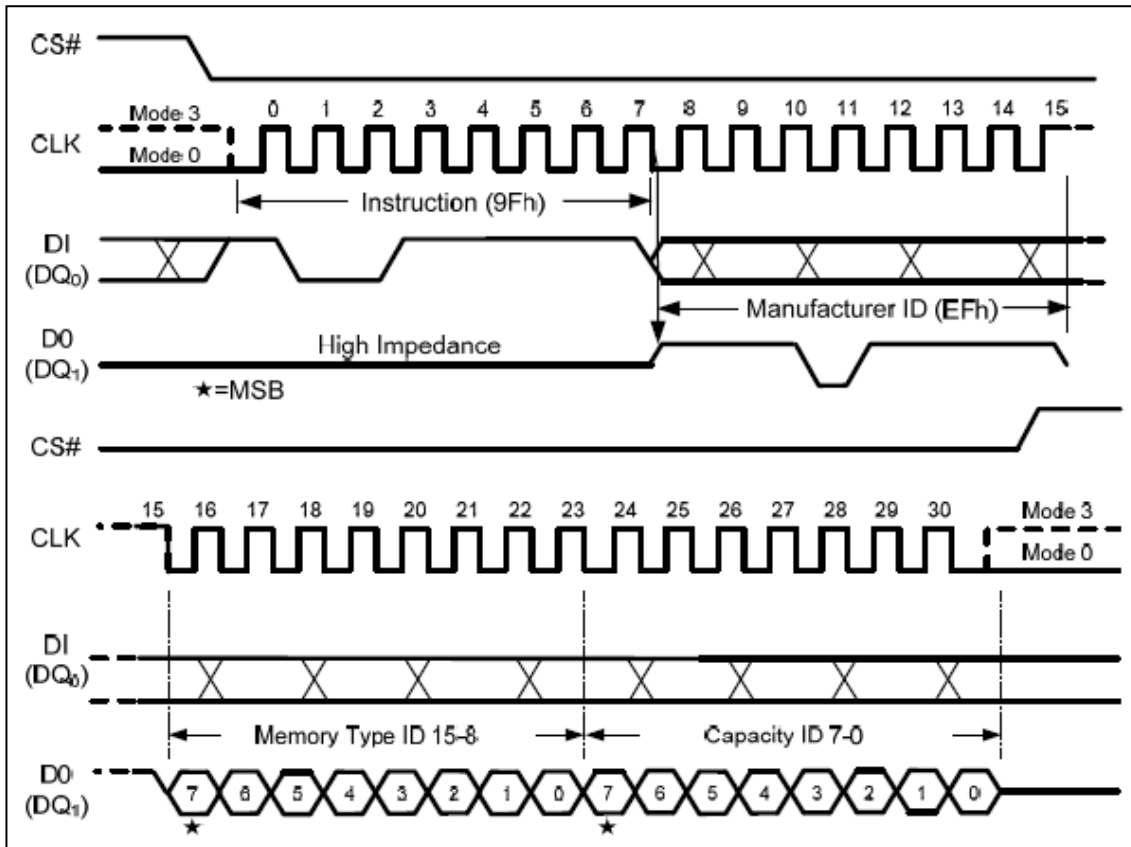 CS#
Mode 3
0 1 2 3 4 5 6 7 8 9 10 11 12 13 14 15
CLK
Mode 0
Instruction (9Fh)
DI
(DQ0)
Manufacturer ID (EFh)
D0
(DQ1)
High Impedance
★=MSB
CS#
15 16 17 18 19 20 21 22 23 24 25 26 27 28 29 30
Mode 3
CLK
Mode 0
DI
(DQ0)
Memory Type ID 15-8
Capacity ID 7-0
D0
(DQ1)
7 6 5 4 3 2 1 0 7 6 5 4 3 2 1 0
★ ★